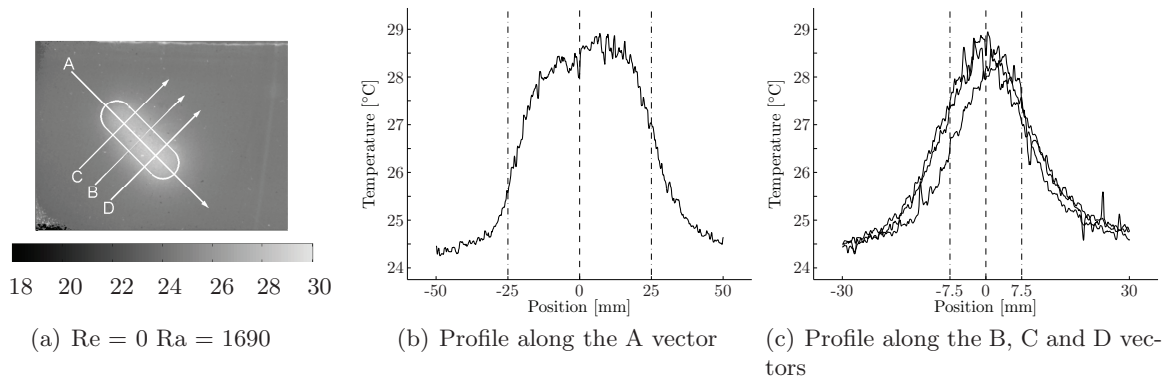 A
C
B
D
18 20 22 24 26 28 30
(a) Re = 0 Ra = 1690
29
28
27
26
25
24
Temperature [°C]
-50 -25 0 25 50
Position [mm]
(b) Profile along the A vector
29
28
27
26
25
24
Temperature [°C]
-30 -7.5 0 7.5 30
Position [mm]
(c) Profile along the B, C and D vec-
tors